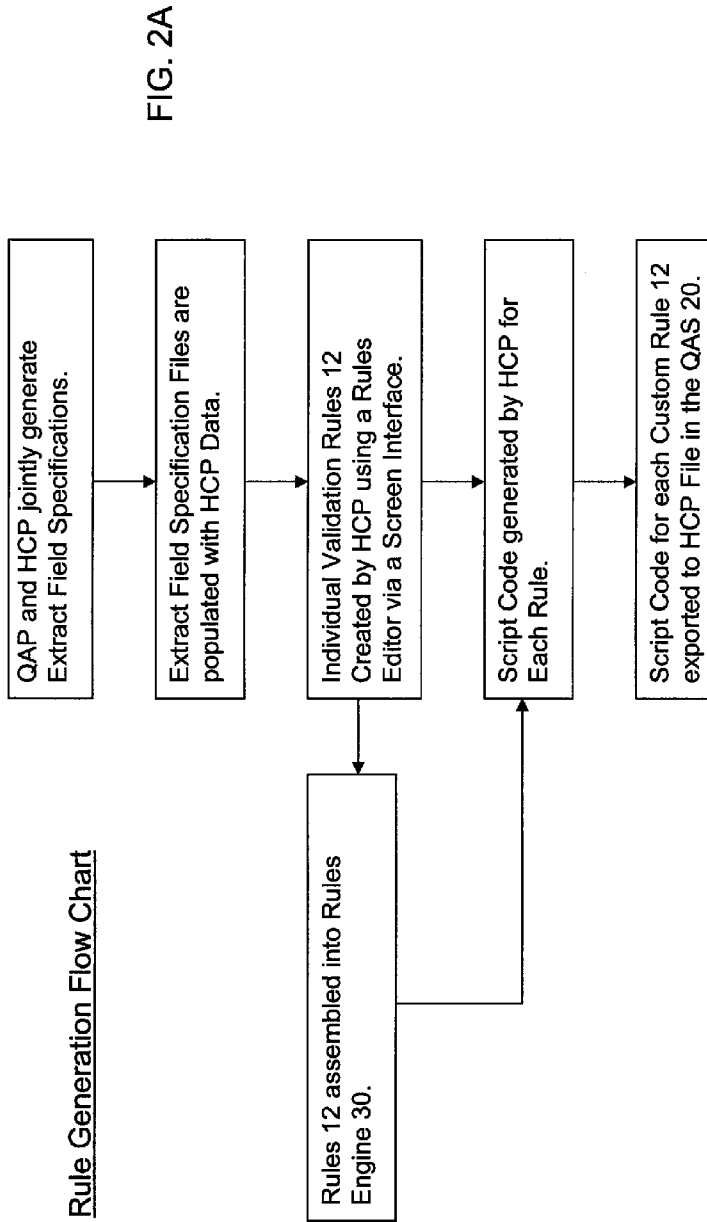 Rule Generation Flow Chart
QAP and HCP jointly generate
Extract Field Specifications.
Extract Field Specification Files are
populated with HCP Data.
Individual Validation Rules 12
Created by HCP using a Rules
Editor via a Screen Interface.
Rules 12 assembled into Rules
Engine 30.
Script Code generated by HCP for
Each Rule.
Script Code for each Custom Rule 12
exported to HCP File in the QAS 20.
FIG. 2A